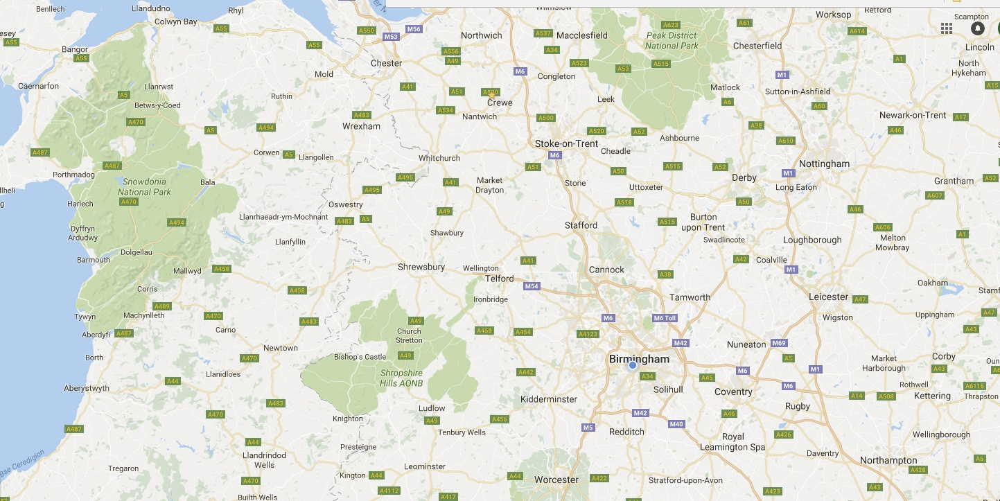 Benllech
Llandudno
Rhyl
Wilmslow
Worksop
Retford
Scampton
Colwyn Bay
A55
A550
M56
M53
Northwich
A537
Macclesfield
A623
Peak District
National Park
A61
A614
Lincoln
A55
Bangor
A55
A55
Chester
A556
A49
A34
A523
A53
A515
Chesterfield
A1
North
Hykeham
Mold
M6
Congleton
M1
A15
Caernarfon
Llanrwst
A5
Ruthin
A41
A51
A530
Crewe
Leek
Matlock
Sutton-in-Ashfield
A6
A60
Betws-y-Coed
A470
A5
A494
A483
Wrexham
A534
Nantwich
A500
A520
A52
A38
Newark-on-Trent
A17
A46
A487
Corwen
A5
Llangollen
Whitchurch
Stoke-on-Trent
M6
Cheadle
Ashbourne
A610
Nottingham
Porthmadog
A487
Snowdonia
National Park
Bala
A495
A41
Market
Drayton
A51
Stone
A50
A515
Uttoxeter
A52
Derby
M1
Long Eaton
Grantham
A52
A607
Harlech
A470
A495
Oswestry
A49
A518
A50
A46
Dyffryn
Ardudwy
A494
Llanrhaeadr-ym-Mochnant
A483
A5
Shawbury
Stafford
A515
Burton
upon Trent
Swadlincote
Loughborough
A606
Melton
Mowbray
A1
Llanfyllin
Barmouth
Dolgellau
Mallwyd
A458
Shrewsbury
Wellington
Telford
A41
M54
Cannock
A38
A42
Coalville
M1
Corris
A458
Ironbridge
Tamworth
Leicester
A47
Oakham
Tywyn
A489
Machynlleth
A470
A483
A49
Church
Stretton
A458
A454
M6
M6 Toll
Wigston
Uppingham
A47
A43
Aberdyfi
A487
Carno
A4123
M42
Nuneaton
M69
Borth
A470
Newtown
Bishop's Castle
A49
Birmingham
A5
Market
Harborough
Corby
A43
Aberystwyth
A44
Llanidloes
Shropshire
Hills AONB
A442
A34
Solihull
A45
M6
Coventry
M1
M6
Rothwell
A6116
A470
A483
Ludlow
Kidderminster
A14
A508
Kettering
Thrapston
Rugby
A487
Knighton
A49
A456
M5
M42
M40
A46
A44
Tenbury Wells
Redditch
Royal
Leamington Spa
A426
Wellingborough
Bae Ceredigion
Llandrindod
Wells
Presteigne
Daventry
Tregaron
Leominster
Northampton
A6
A470
Kington
A44
A44
Worcester
A422
Stratford-upon-Avon
A428
Builth Wells
A4112
A417
A423
A43